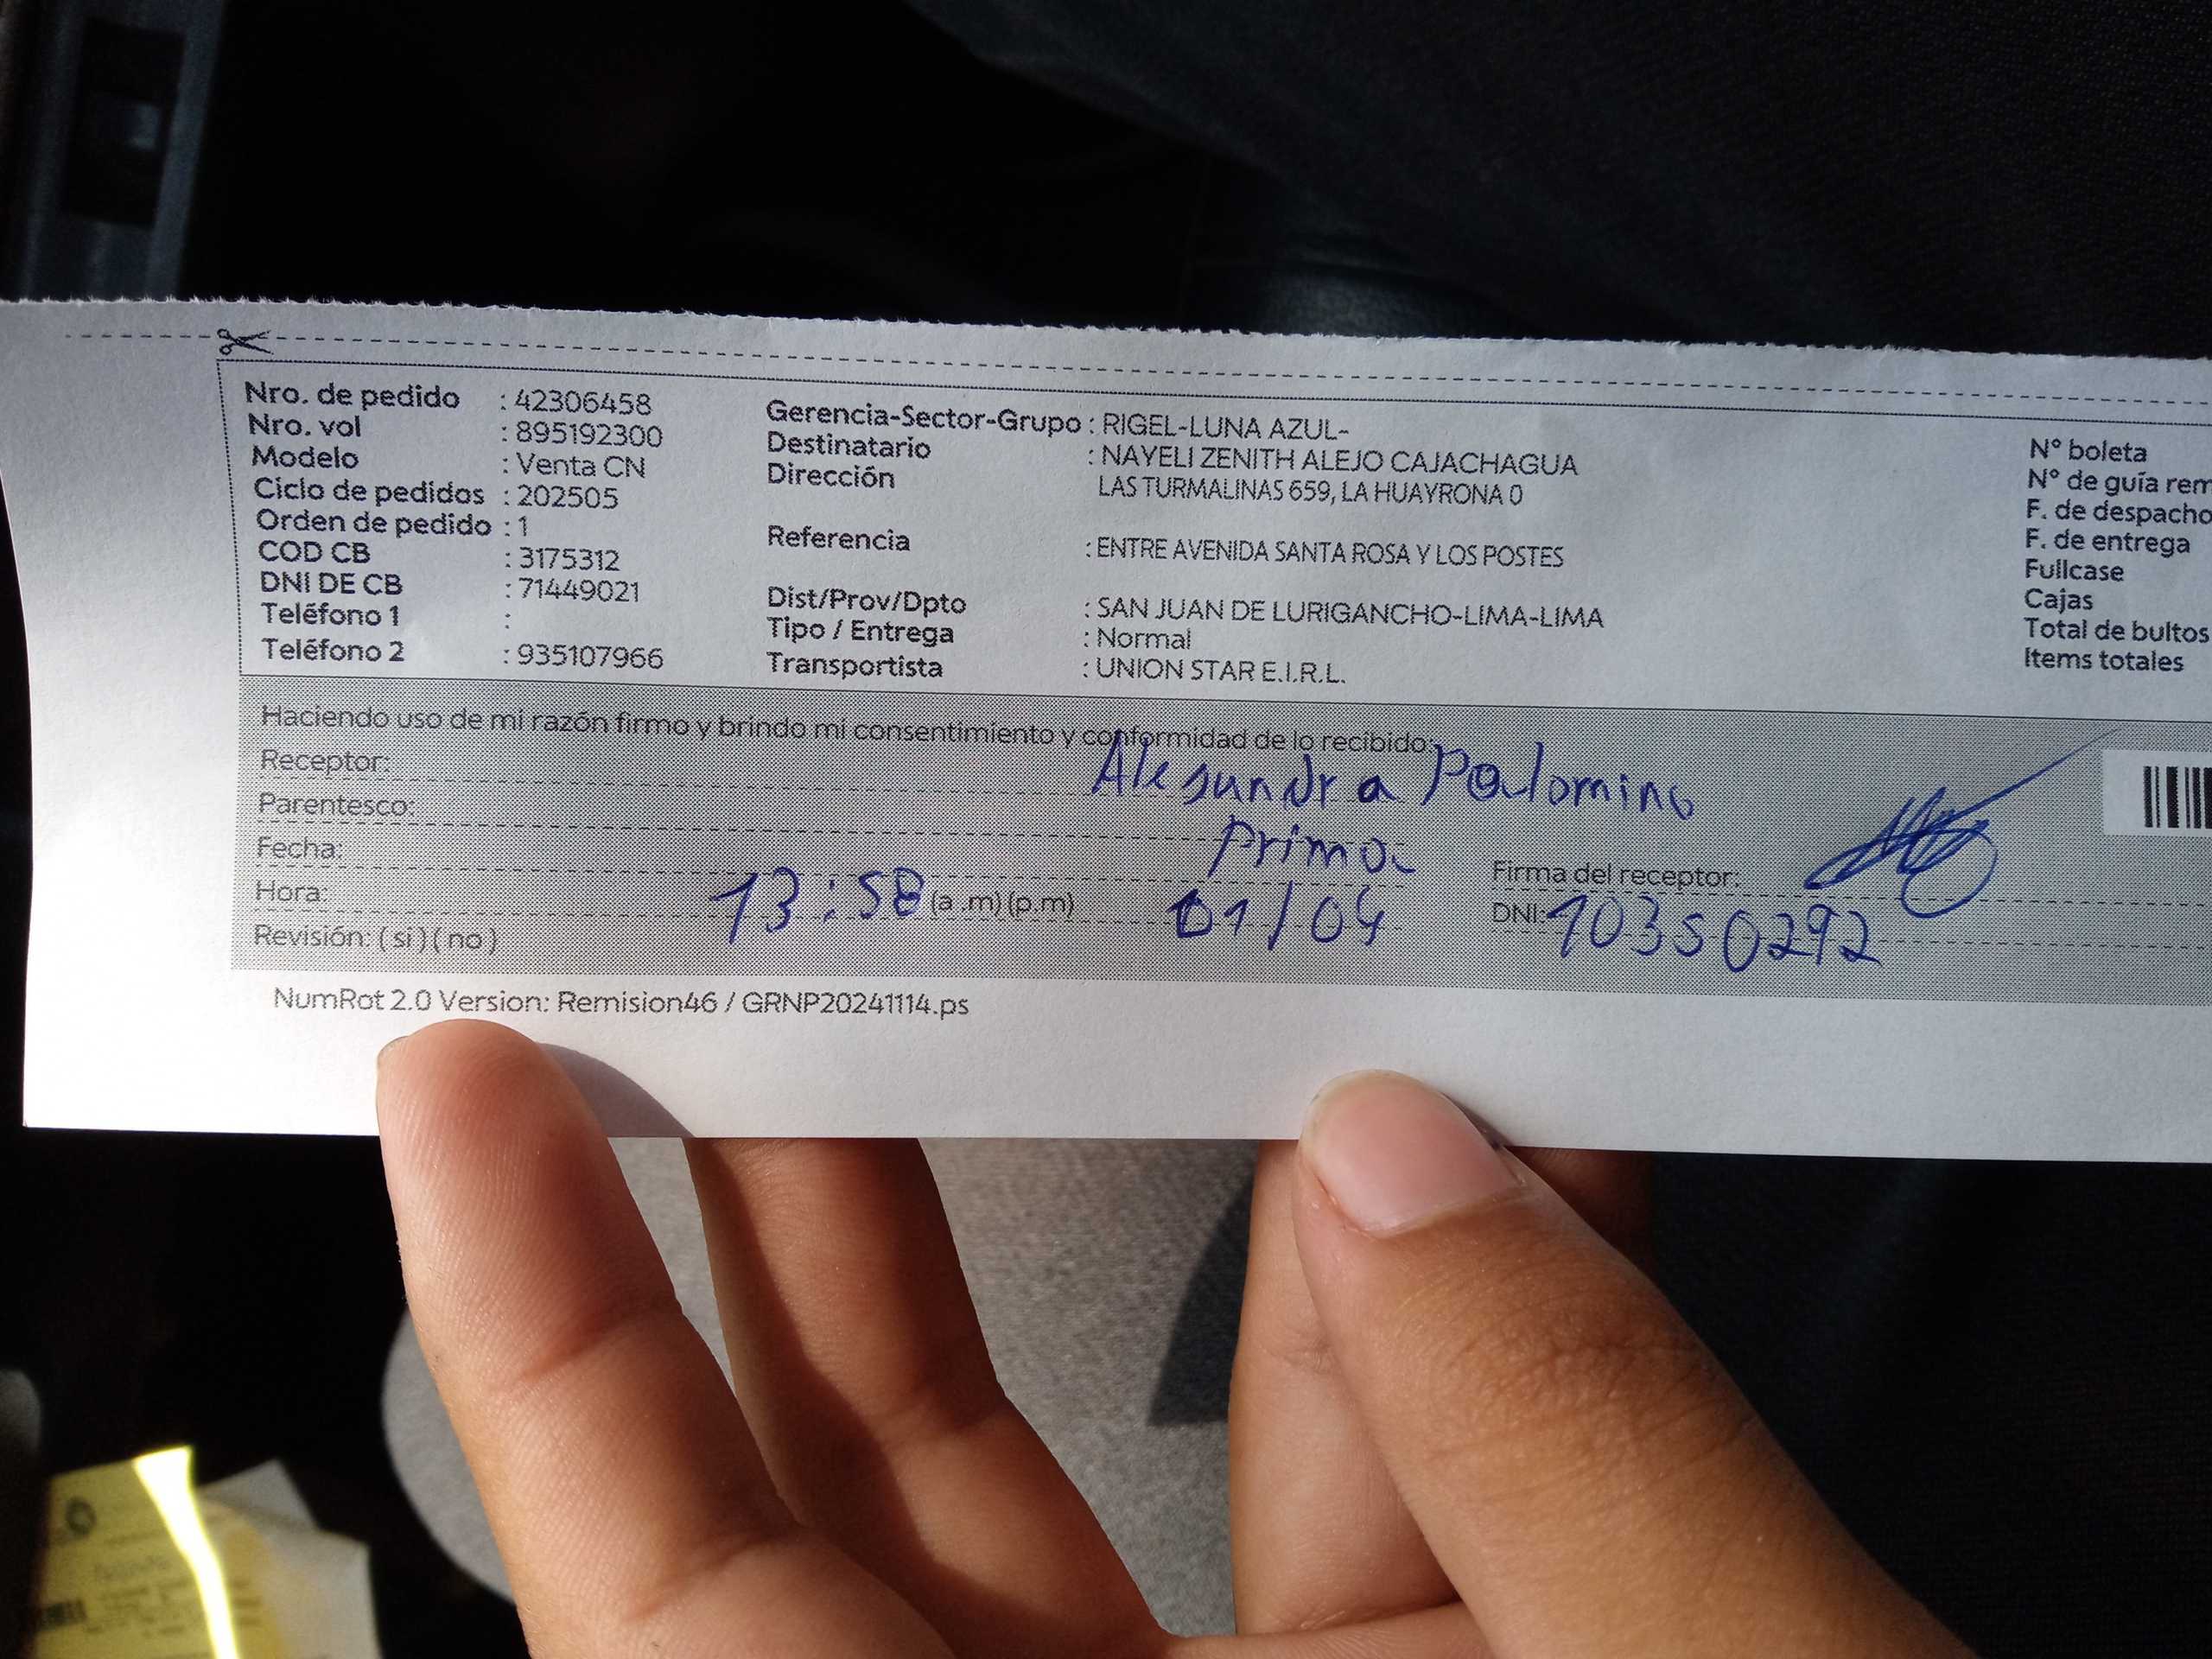 Nro. de pedido : 42306458
Nro. vol : 895192300
Modelo : Venta CN
Ciclo de pedidos : 202505
Orden de pedido : 1
COD CB : 3175312
DNI DE CB : 71449021
Teléfono 1 :
Teléfono 2 : 935107966
Gerencia-Sector-Grupo : RIGEL-LUNA AZUL-
Destinatario : NAYELI ZENITH ALEJO CAJACHAGUA
Dirección LAS TURMALINAS 659, LA HUAYRONA 0
Referencia : ENTRE AVENIDA SANTA ROSA Y LOS POSTES
Dist/Prov/Dpto : SAN JUAN DE LURIGANCHO-LIMA-LIMA
Tipo / Entrega : Normal
Transportista : UNION STAR E.I.R.L.
N° boleta
N° de guía rem
F. de despacho
F. de entrega
Fullcase
Cajas
Total de bultos
Items totales
Haciendo uso de mi razón firmo y brindo mi consentimiento y conformidad de lo recibido:
Receptor: Alesandra Palomino
Parentesco: Prima
Fecha: 01/04
Hora: 13:58 (a .m) (p.m)
Revisión: ( si ) ( no )
Firma del receptor:
DNI: 10350292
NumRot 2.0 Version: Remision46 / GRNP20241114.ps